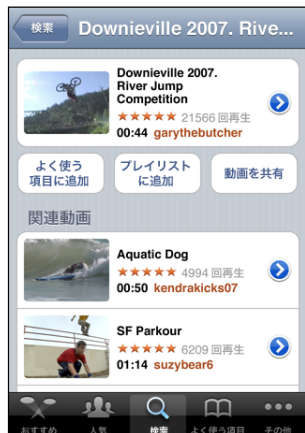 検索
Downieville 2007. Rive...
Downieville 2007.
River Jump
Competition
★★★★★ 21566 回再生
00:44 garythebutcher
よく使う
項目に追加
プレイリスト
に追加
動画を共有
関連動画
Aquatic Dog
★★★★★ 4994 回再生
00:50 kendrakicks07
SF Parkour
★★★★★ 6209 回再生
01:14 suzybear6
おすすめ
人気
検索
よく使う項目
その他